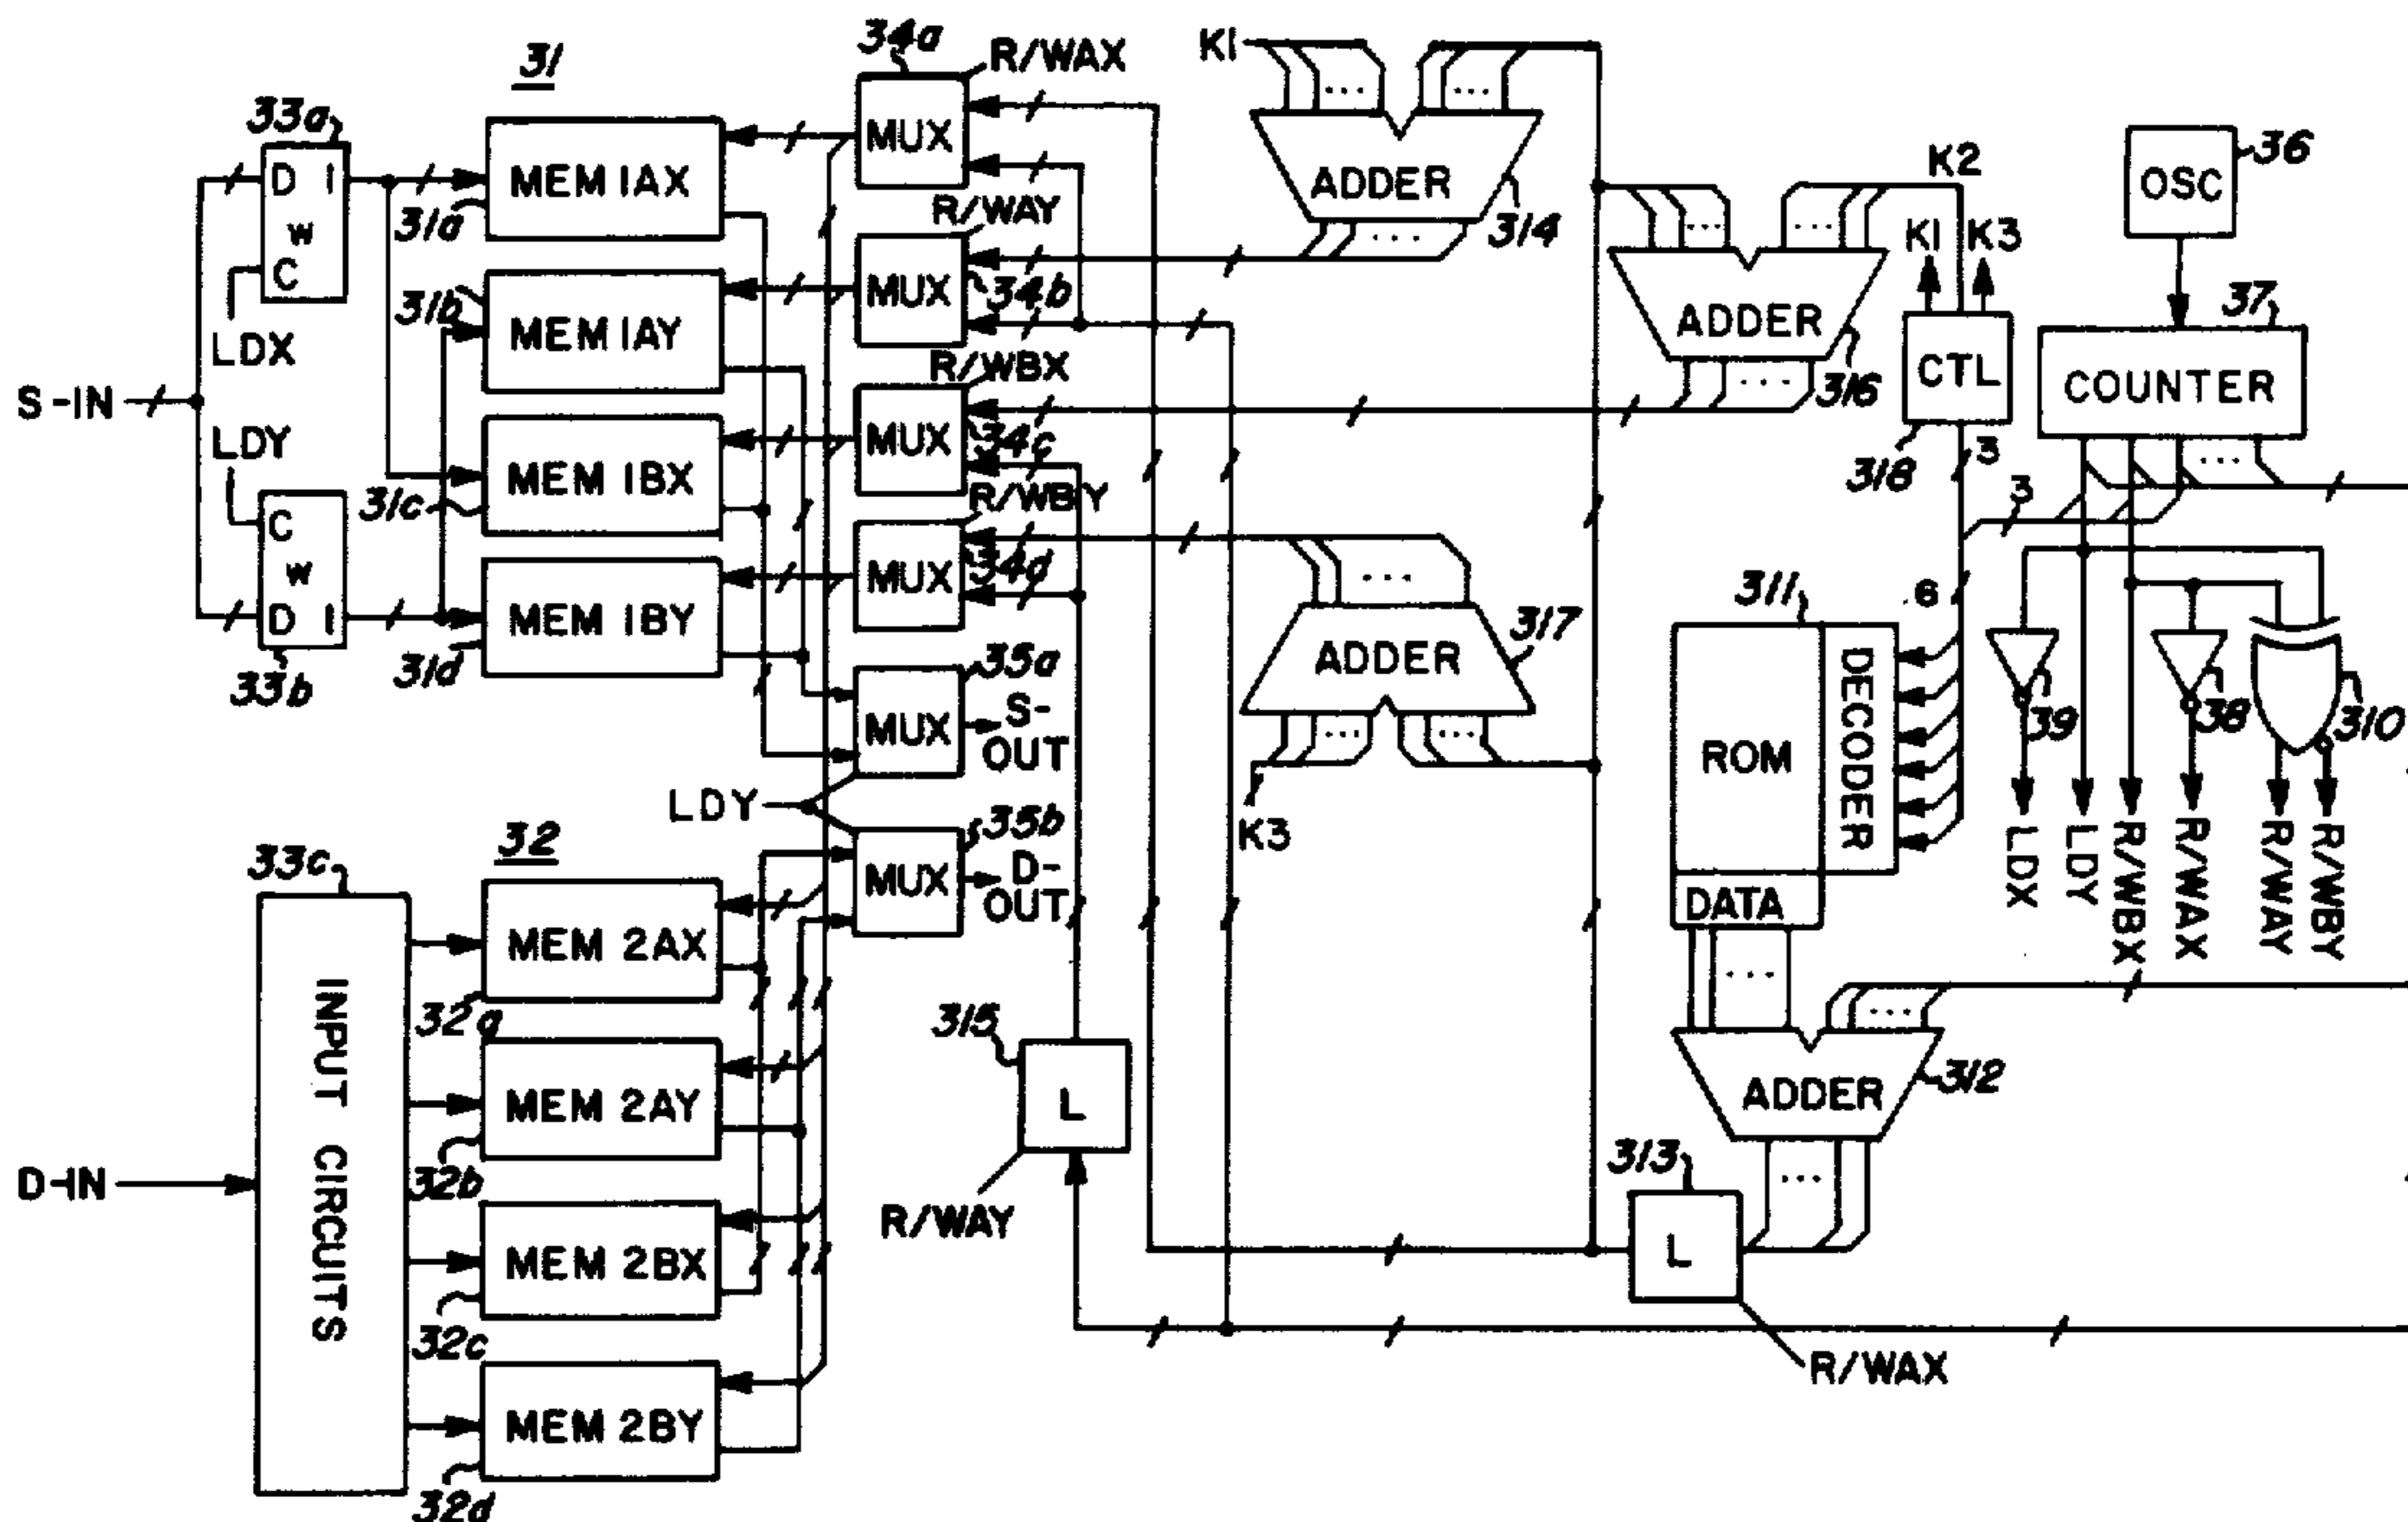 34a
31
R/WAX
K1
33a
MUX
36
OSC
D 1
W
C
MEM 1AX
31a
ADDER
K2
R/WAY
314
K1 K3
37
31b
MEM 1AY
MUX
34b
ADDER
LDX
R/WBX
CTL
COUNTER
316
S-IN
LDY
MUX
34c
318
3
3
31c
MEM 1BX
R/WBY
C
W
D 1
MUX
34d
MEM 1BY
311
6
317
ADDER
31d
33b
35a
MUX
S-
OUT
ROM
DECODER
39
38
310
LDY
K3
35b
MUX
D-
OUT
LDX
LDY
R/WBX
R/WAX
R/WAY
R/WBY
32
33c
DATA
MEM 2AX
32a
INPUT CIRCUITS
315
L
MEM 2AY
ADDER
312
32b
D-IN
R/WAY
313
L
MEM 2BX
32c
R/WAX
MEM 2BY
32d